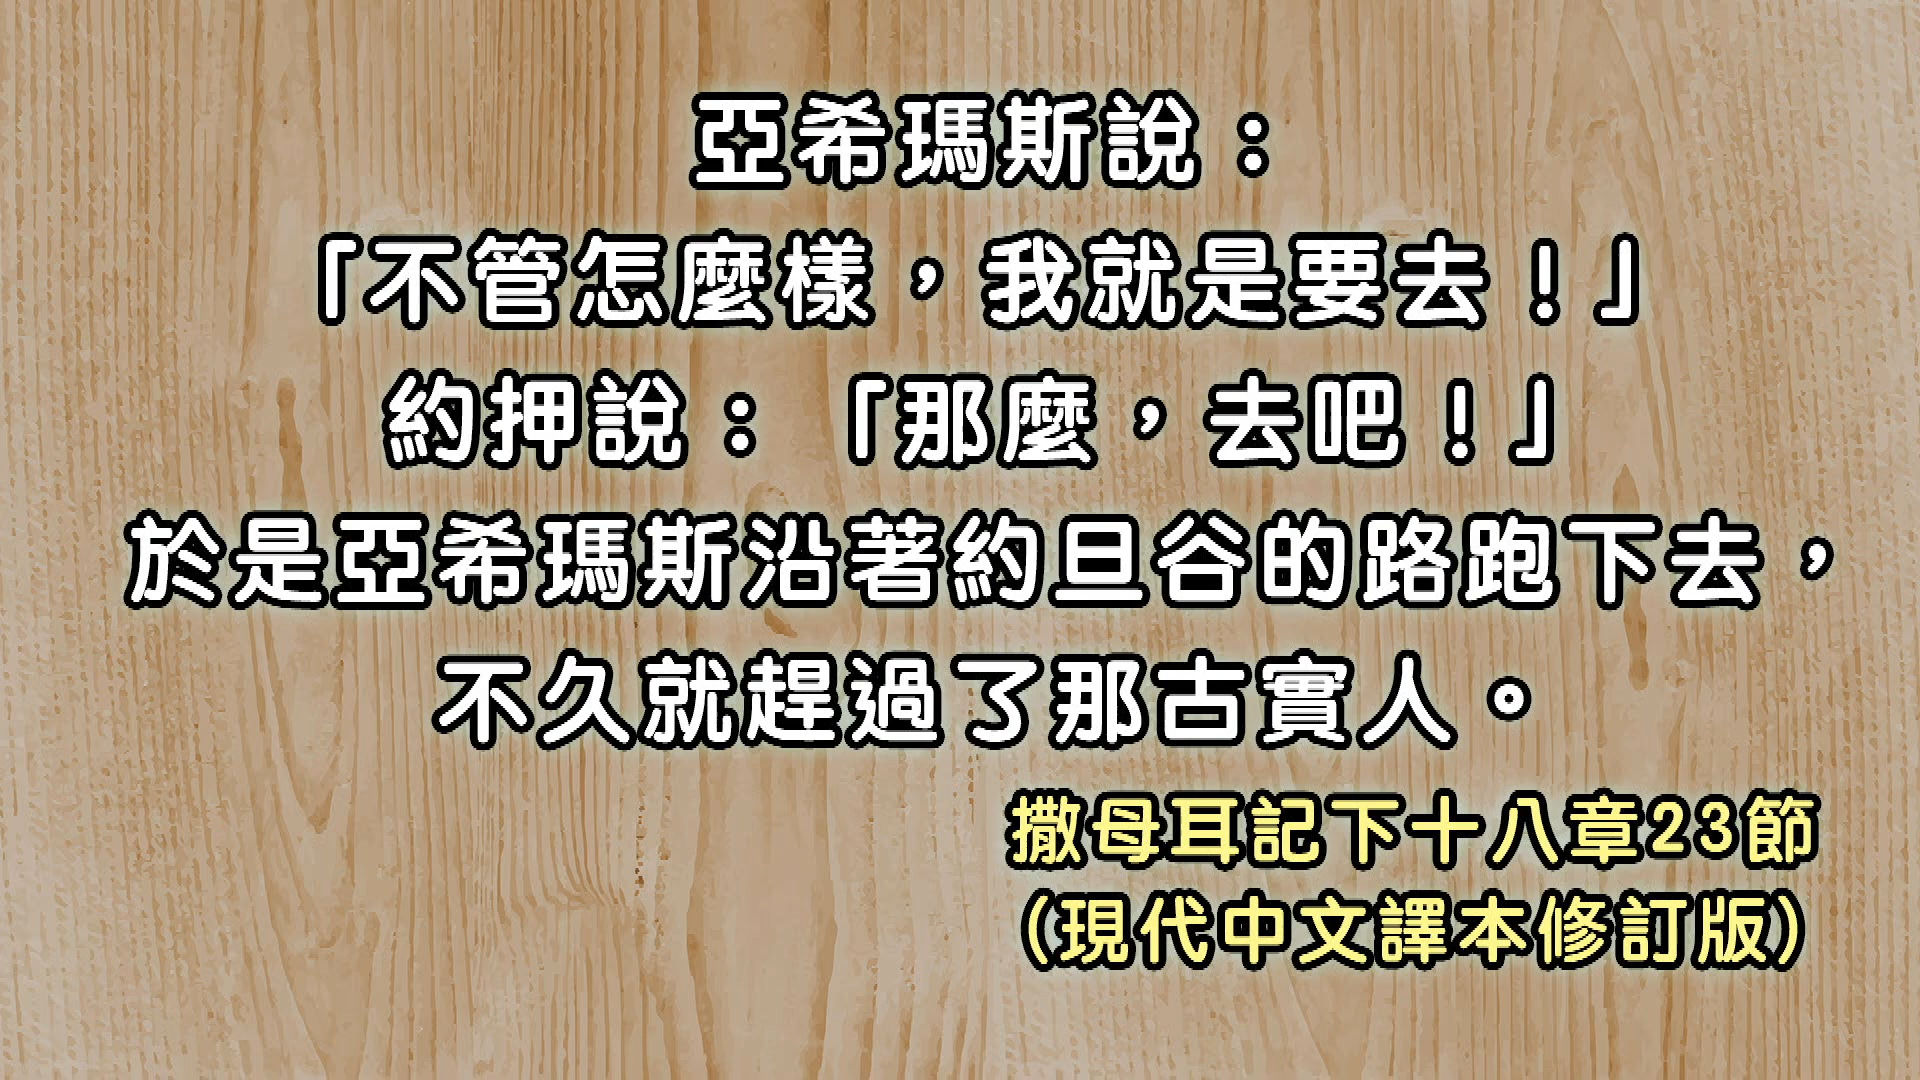 亞希瑪斯說：
「不管怎麼樣，我就是要去！」
約押說：「那麼，去吧！」
於是亞希瑪斯沿著約旦谷的路跑下去，
不久就趕過了那古實人。
撒母耳記下十八章23節
（現代中文譯本修訂版）